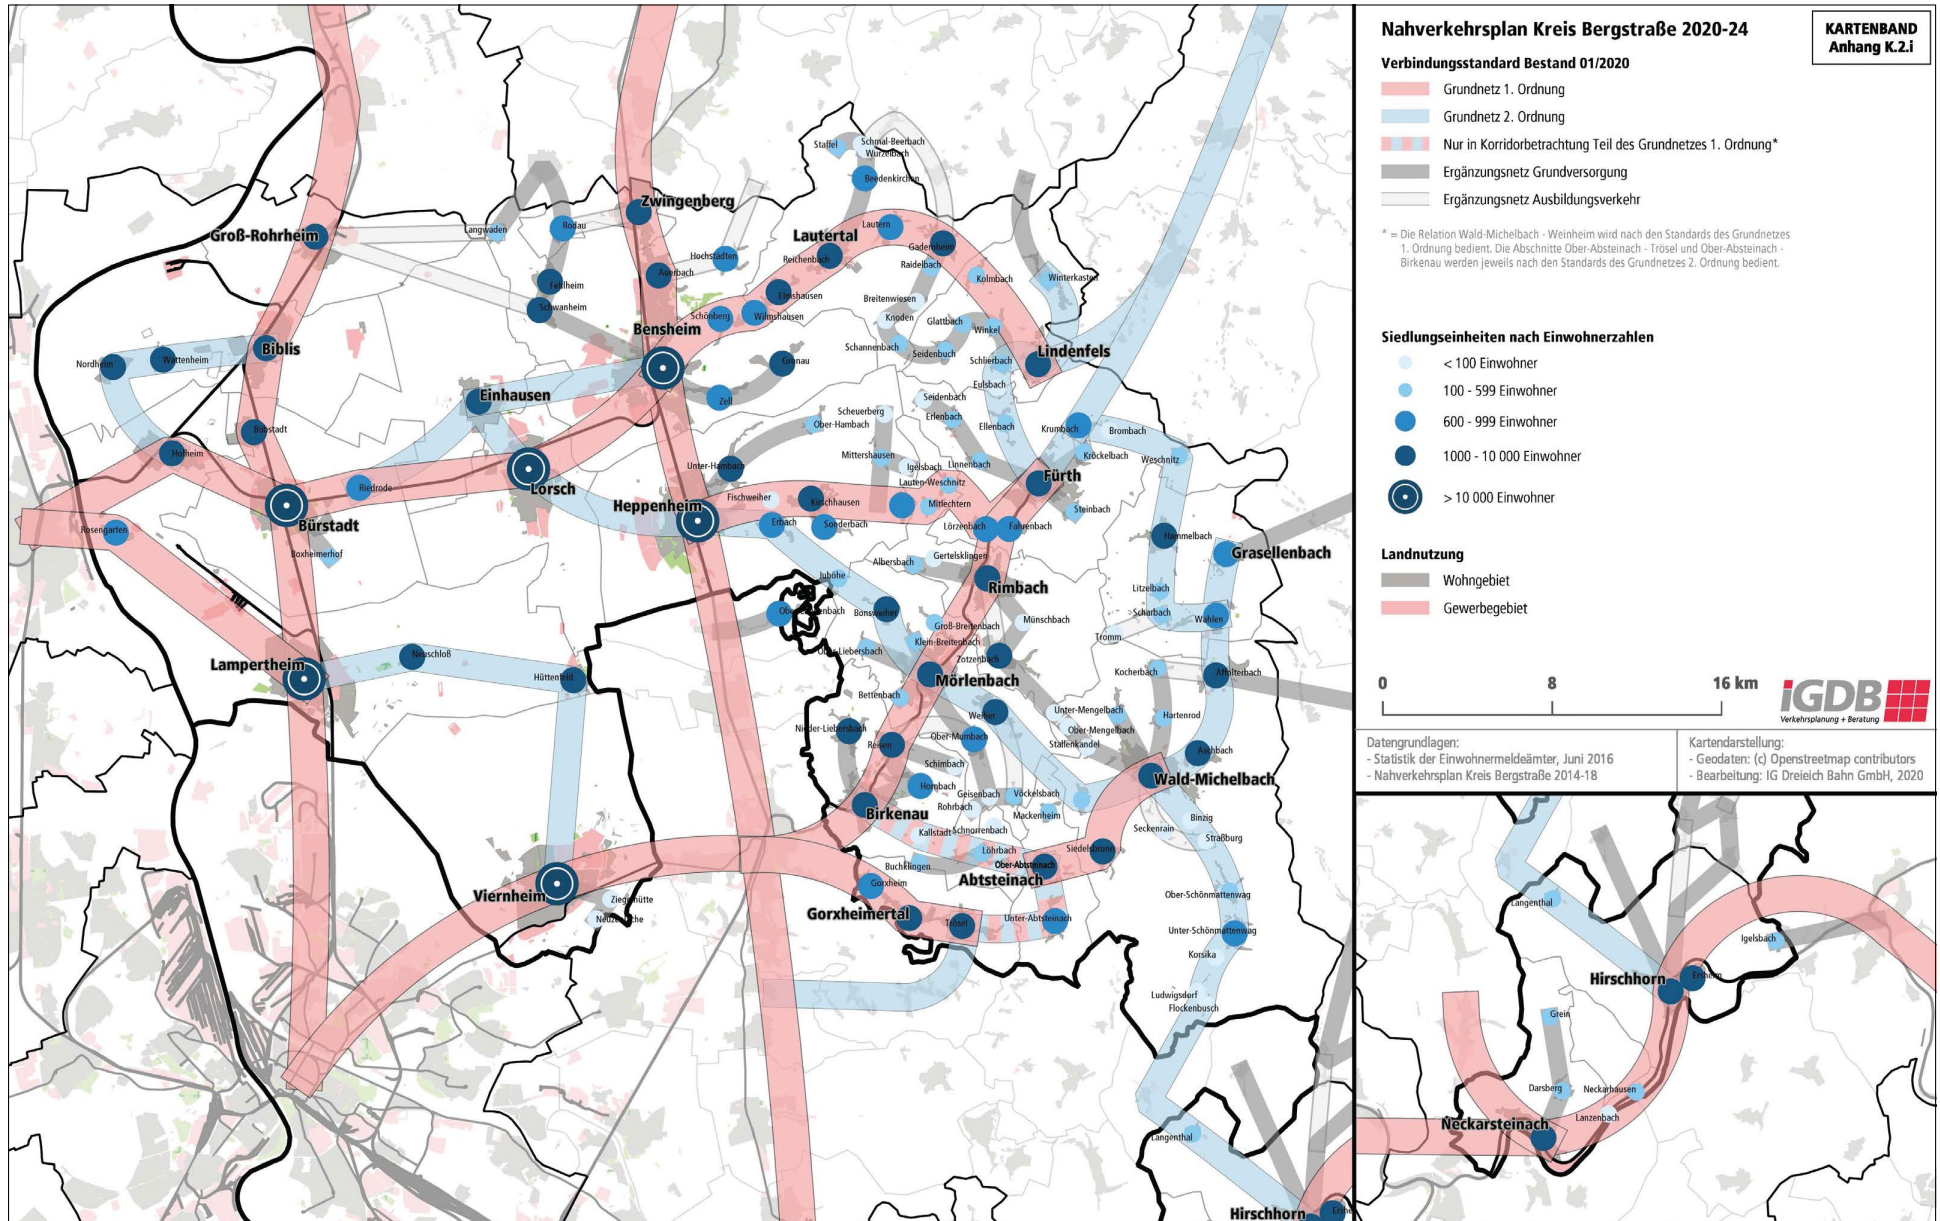 Nahverkehrsplan Kreis Bergstraße 2020-24
KARTENBAND
Anhang K.2.i
Verbindungsstandard Bestand 01/2020
Grundnetz 1. Ordnung
Grundnetz 2. Ordnung
Nur in Korridorbetrachtung Teil des Grundnetzes 1. Ordnung*
Ergänzungsnetz Grundversorgung
Ergänzungsnetz Ausbildungsverkehr
* = Die Relation Wald-Michelbach - Weinheim wird nach den Standards des Grundnetzes
1. Ordnung bedient. Die Abschnitte Ober-Absteinach - Trösel und Ober-Absteinach -
Birkenau werden jeweils nach den Standards des Grundnetzes 2. Ordnung bedient.
Siedlungseinheiten nach Einwohnerzahlen
< 100 Einwohner
100 - 599 Einwohner
600 - 999 Einwohner
1000 - 10 000 Einwohner
> 10 000 Einwohner
Landnutzung
Wohngebiet
Gewerbegebiet
0 8 16 km
iGDB
Verkehrsplanung + Beratung
Datengrundlagen:
- Statistik der Einwohnermeldeämter, Juni 2016
- Nahverkehrsplan Kreis Bergstraße 2014-18
Kartendarstellung:
- Geodaten: (c) Openstreetmap contributors
- Bearbeitung: IG Dreieich Bahn GmbH, 2020
Staffel
Schmal-Beerbach
Wurzelbach
Beedenkirchen
Zwingenberg
Langwaden
Rodau
Groß-Rohrheim
Lautertal
Lautern
Gadernheim
Hochstädten
Reichenbach
Raidelbach
Auerbach
Kolmbach
Winterkasten
Fehlheim
Elmshausen
Schwanheim
Breitenwiesen
Schönberg
Wilmshausen
Knoden
Glattbach
Winkel
Bensheim
Biblis
Nordheim
Wattenheim
Schannenbach
Seidenbuch
Lindenfels
Gronau
Schlierbach
Eulsbach
Einhausen
Zell
Seidenbach
Scheuerberg
Erlenbach
Ober-Hambach
Ellenbach
Krumbach
Brombach
Bobstadt
Hofheim
Mittershausen
Igelsbach
Linnenbach
Kröckelbach
Weschnitz
Unter-Hambach
Lauten-Weschnitz
Fürth
Riedrode
Lorsch
Fischweiher
Kirschhausen
Mitlechtern
Heppenheim
Steinbach
Bürstadt
Erbach
Sonderbach
Lörzenbach
Fahrenbach
Rosengarten
Hammelbach
Boxheimerhof
Gertelsklingen
Albersbach
Grasellenbach
Juhöhe
Rimbach
Litzelbach
Ober-Laudenbach
Bonsweiher
Scharbach
Wahlen
Groß-Breitenbach
Münschbach
Klein-Breitenbach
Tromm
Ober-Liebersbach
Zotzenbach
Neuschloß
Lampertheim
Hüttenfeld
Mörlenbach
Kocherbach
Affolterbach
Bettenbach
Weiher
Unter-Mengelbach
Hartenrod
Nieder-Liebersbach
Ober-Mengelbach
Reisen
Ober-Mumbach
Stallenkandel
Aschbach
Schimbach
Wald-Michelbach
Hornbach
Geisenbach
Vöckelsbach
Rohrbach
Mackenheim
Birkenau
Binzig
Kallstadt
Schnorrenbach
Seckenrain
Straßburg
Löhrbach
Siedelsbrunn
Buchklingen
Ober-Abtsteinach
Abtsteinach
Gorxheim
Viernheim
Ober-Schönmattenwag
Gorxheimertal
Trösel
Unter-Abtsteinach
Unter-Schönmattenwag
Korsika
Ludwigsdorf
Flockenbusch
Langenthal
Hirschhorn
Langenthal
Igelsbach
Hirschhorn
Ersheim
Grein
Darsberg
Neckarhausen
Lanzenbach
Neckarsteinach